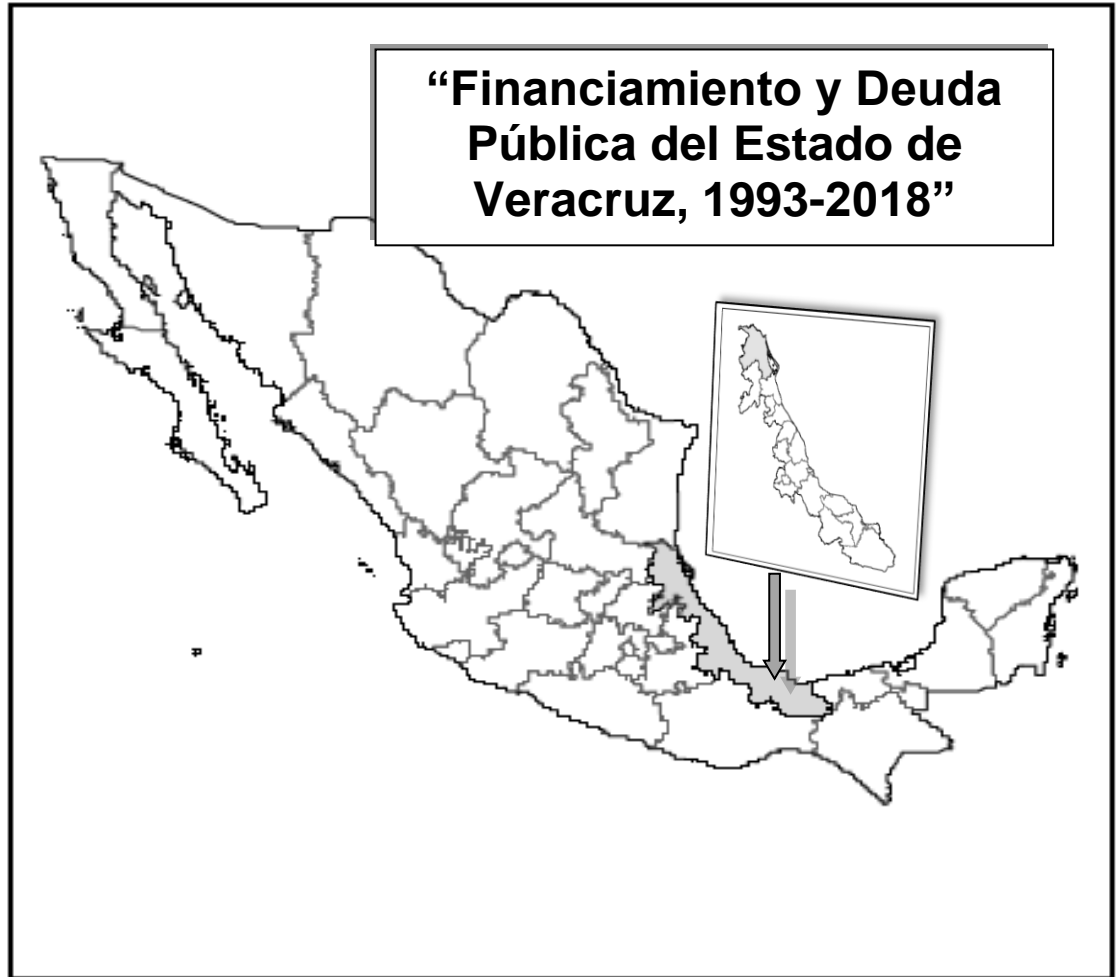 “Financiamiento y Deuda
Pública del Estado de
Veracruz, 1993-2018”